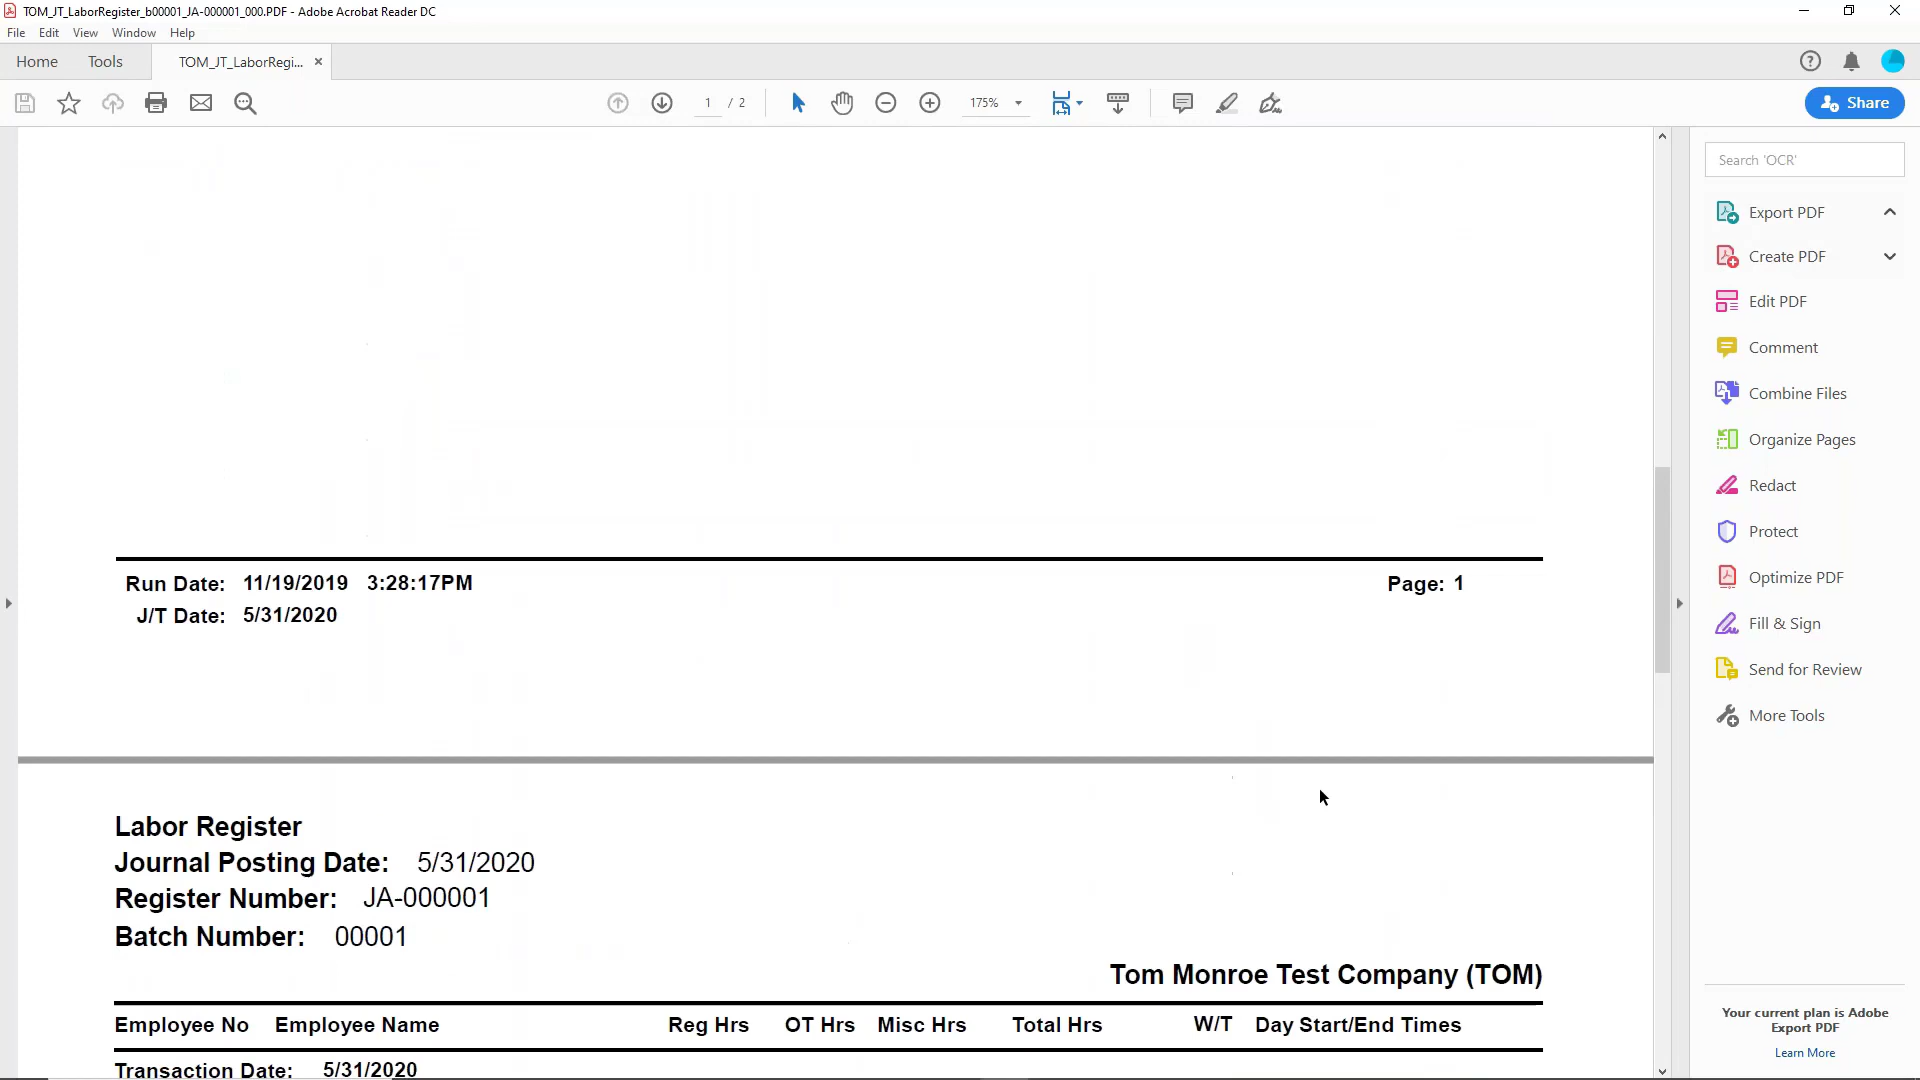 TOM_JT_LaborRegister_b00001_JA-000001_000.PDF - Adobe Acrobat Reader DC
File Edit View Window Help
Home Tools TOM_JT_LaborRegi... ×
1 / 2 175% Share
Search 'OCR'
Export PDF
Create PDF
Edit PDF
Comment
Combine Files
Organize Pages
Redact
Protect
Optimize PDF
Fill & Sign
Send for Review
More Tools
Your current plan is Adobe
Export PDF
Learn More
Run Date: 11/19/2019 3:28:17PM Page: 1
J/T Date: 5/31/2020
Labor Register
Journal Posting Date: 5/31/2020
Register Number: JA-000001
Batch Number: 00001
Tom Monroe Test Company (TOM)
Employee No Employee Name Reg Hrs OT Hrs Misc Hrs Total Hrs W/T Day Start/End Times
Transaction Date: 5/31/2020